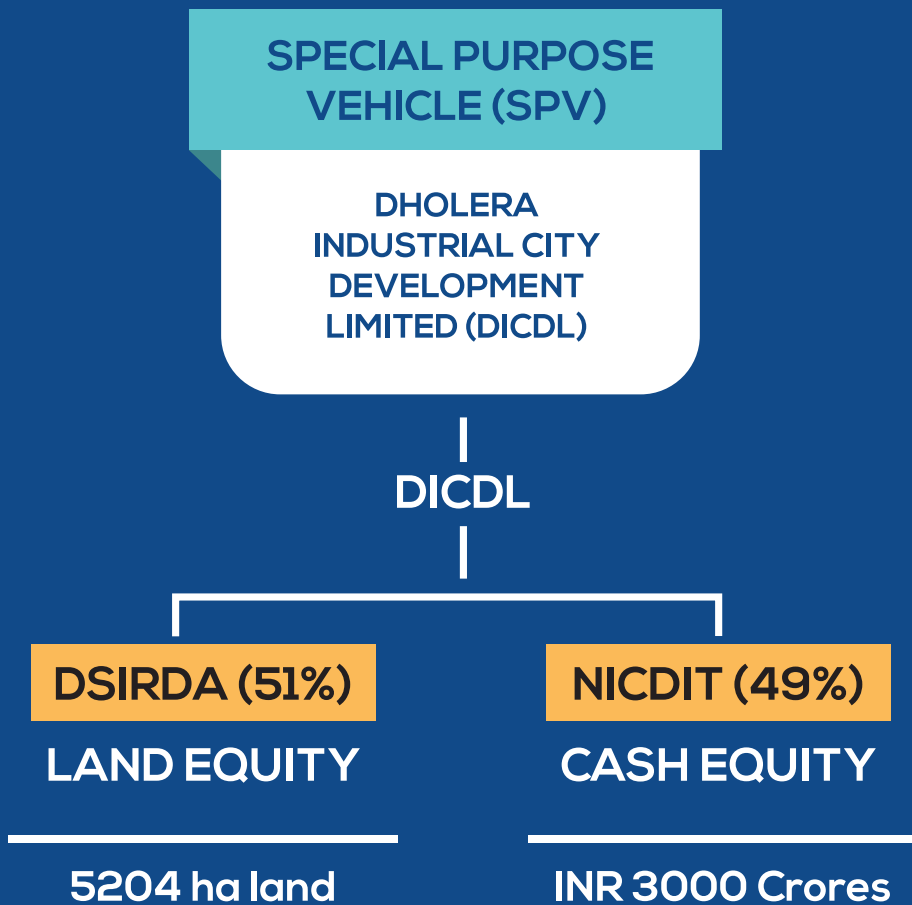 SPECIAL PURPOSE
VEHICLE (SPV)
DHOLERA
INDUSTRIAL CITY
DEVELOPMENT
LIMITED (DICDL)
DICDL
DSIRDA (51%)
LAND EQUITY
5204 ha land
NICDIT (49%)
CASH EQUITY
INR 3000 Crores